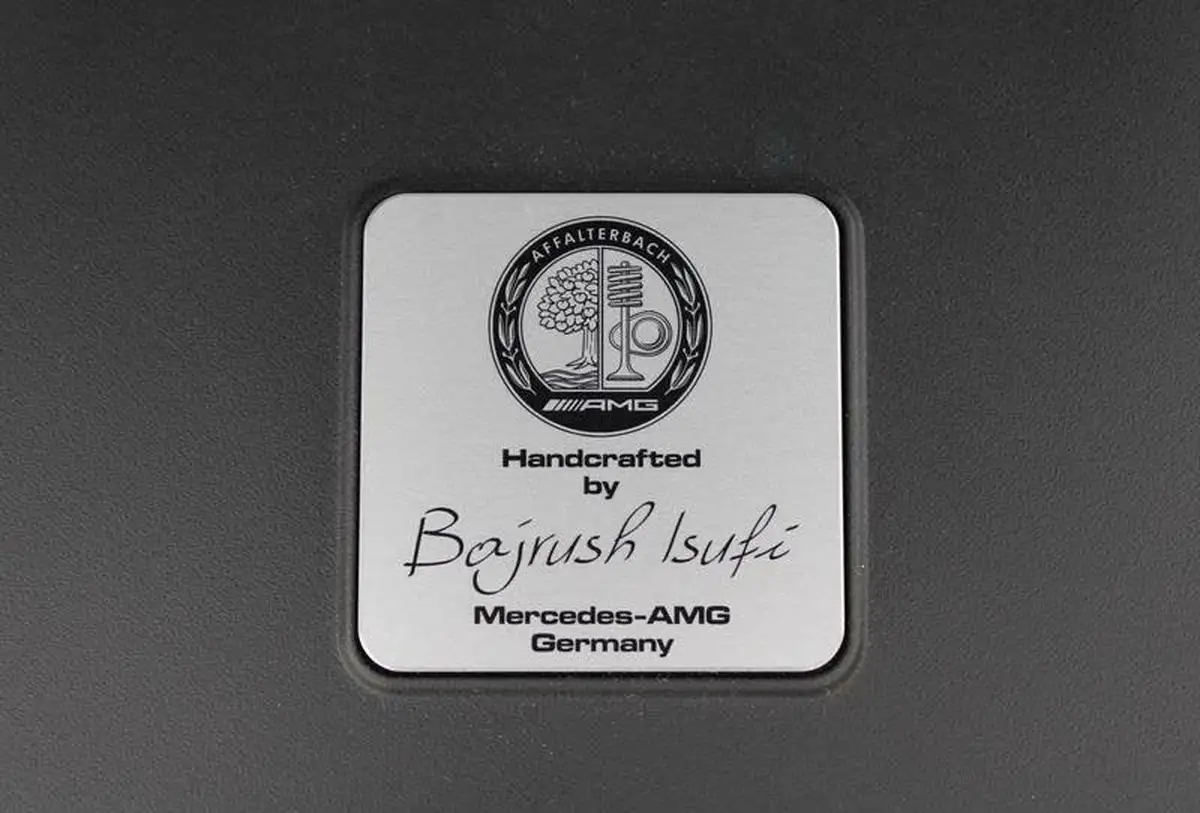 AFFALTERBACH
AMG
Handcrafted
by
Bajrush Isufi
Mercedes-AMG
Germany